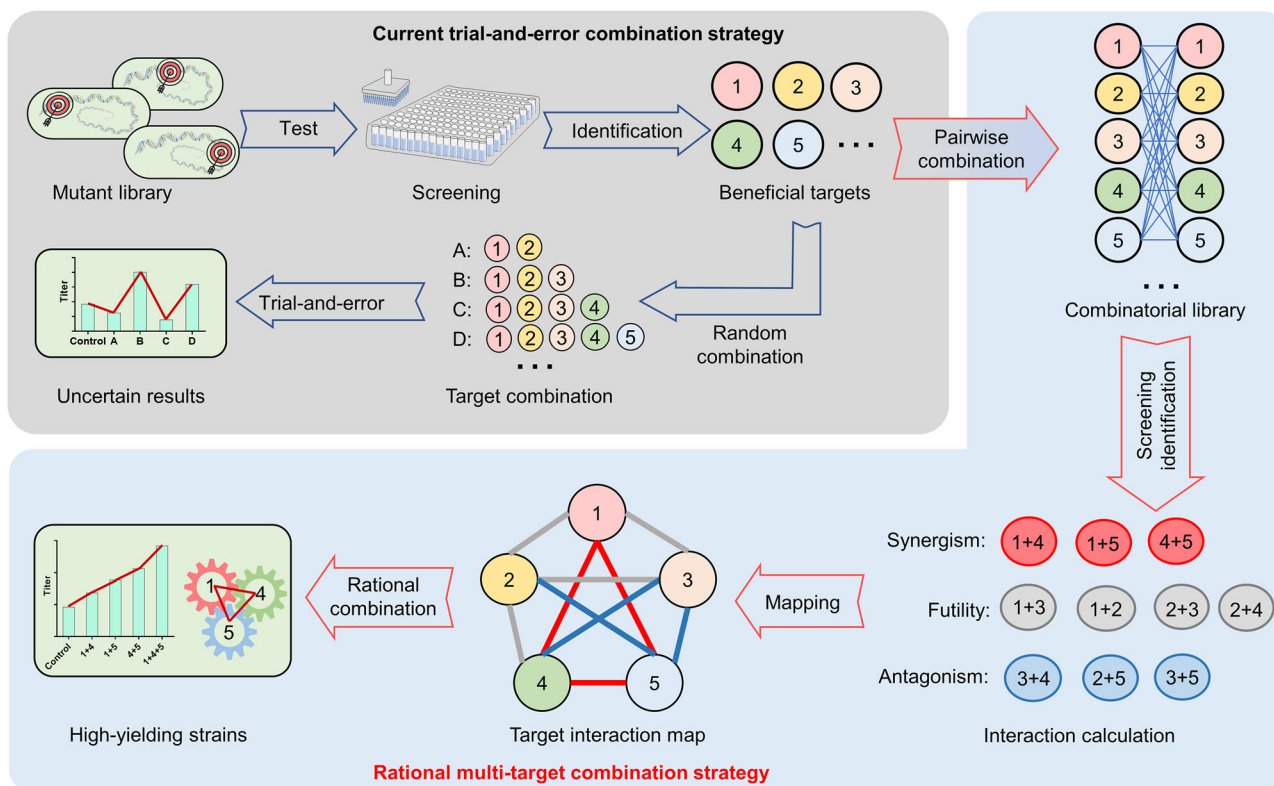 Current trial-and-error combination strategy
Mutant library
Test
Screening
Identification
1 2 3
4 5 ...
Beneficial targets
Pairwise
combination
1 1
2 2
3 3
4 4
5 5
...
Combinatorial library
Random
combination
A: 1 2
B: 1 2 3
C: 1 2 3 4
D: 1 2 3 4 5
...
Target combination
Trial-and-error
Titer
Control A B C D
Uncertain results
Screening
identification
Synergism: 1+4 1+5 4+5
Futility: 1+3 1+2 2+3 2+4
Antagonism: 3+4 2+5 3+5
Interaction calculation
Mapping
1
2 3
4 5
Target interaction map
Rational
combination
Titer
Control 1+4 1+5 4+5 1+4+5
1 4
5
High-yielding strains
Rational multi-target combination strategy